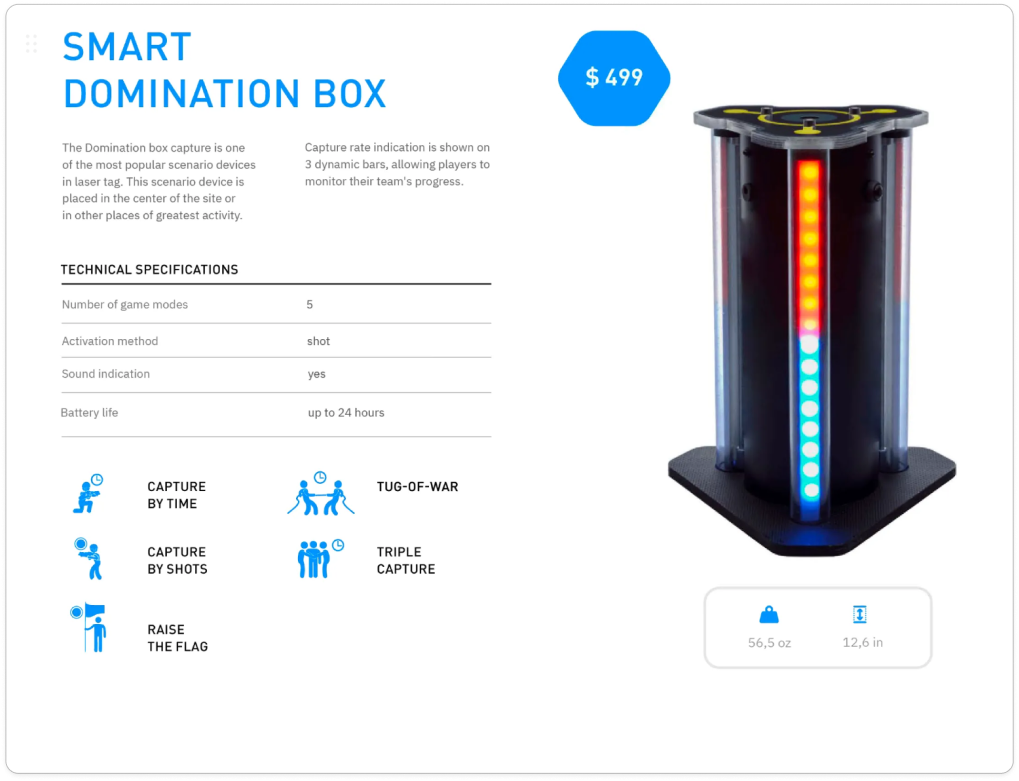 SMART
DOMINATION BOX
$ 499
The Domination box capture is one
of the most popular scenario devices
in laser tag. This scenario device is
placed in the center of the site or
in other places of greatest activity.
Capture rate indication is shown on
3 dynamic bars, allowing players to
monitor their team's progress.
TECHNICAL SPECIFICATIONS
Number of game modes 5
Activation method shot
Sound indication yes
Battery life up to 24 hours
CAPTURE
BY TIME
TUG-OF-WAR
CAPTURE
BY SHOTS
TRIPLE
CAPTURE
RAISE
THE FLAG
56,5 oz 12,6 in